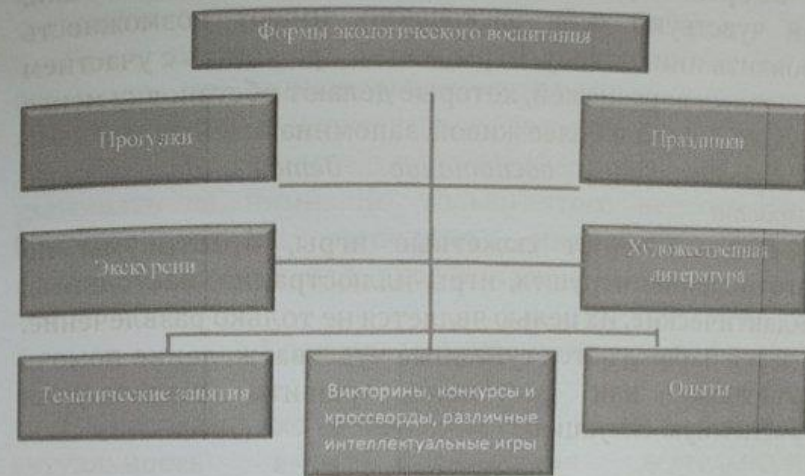 Формы экологического воспитания
Прогулки
Праздники
Экскурсии
Художественная
литература
Тематические занятия
Викторины, конкурсы и
кроссворды, различные
интеллектуальные игры
Опыты